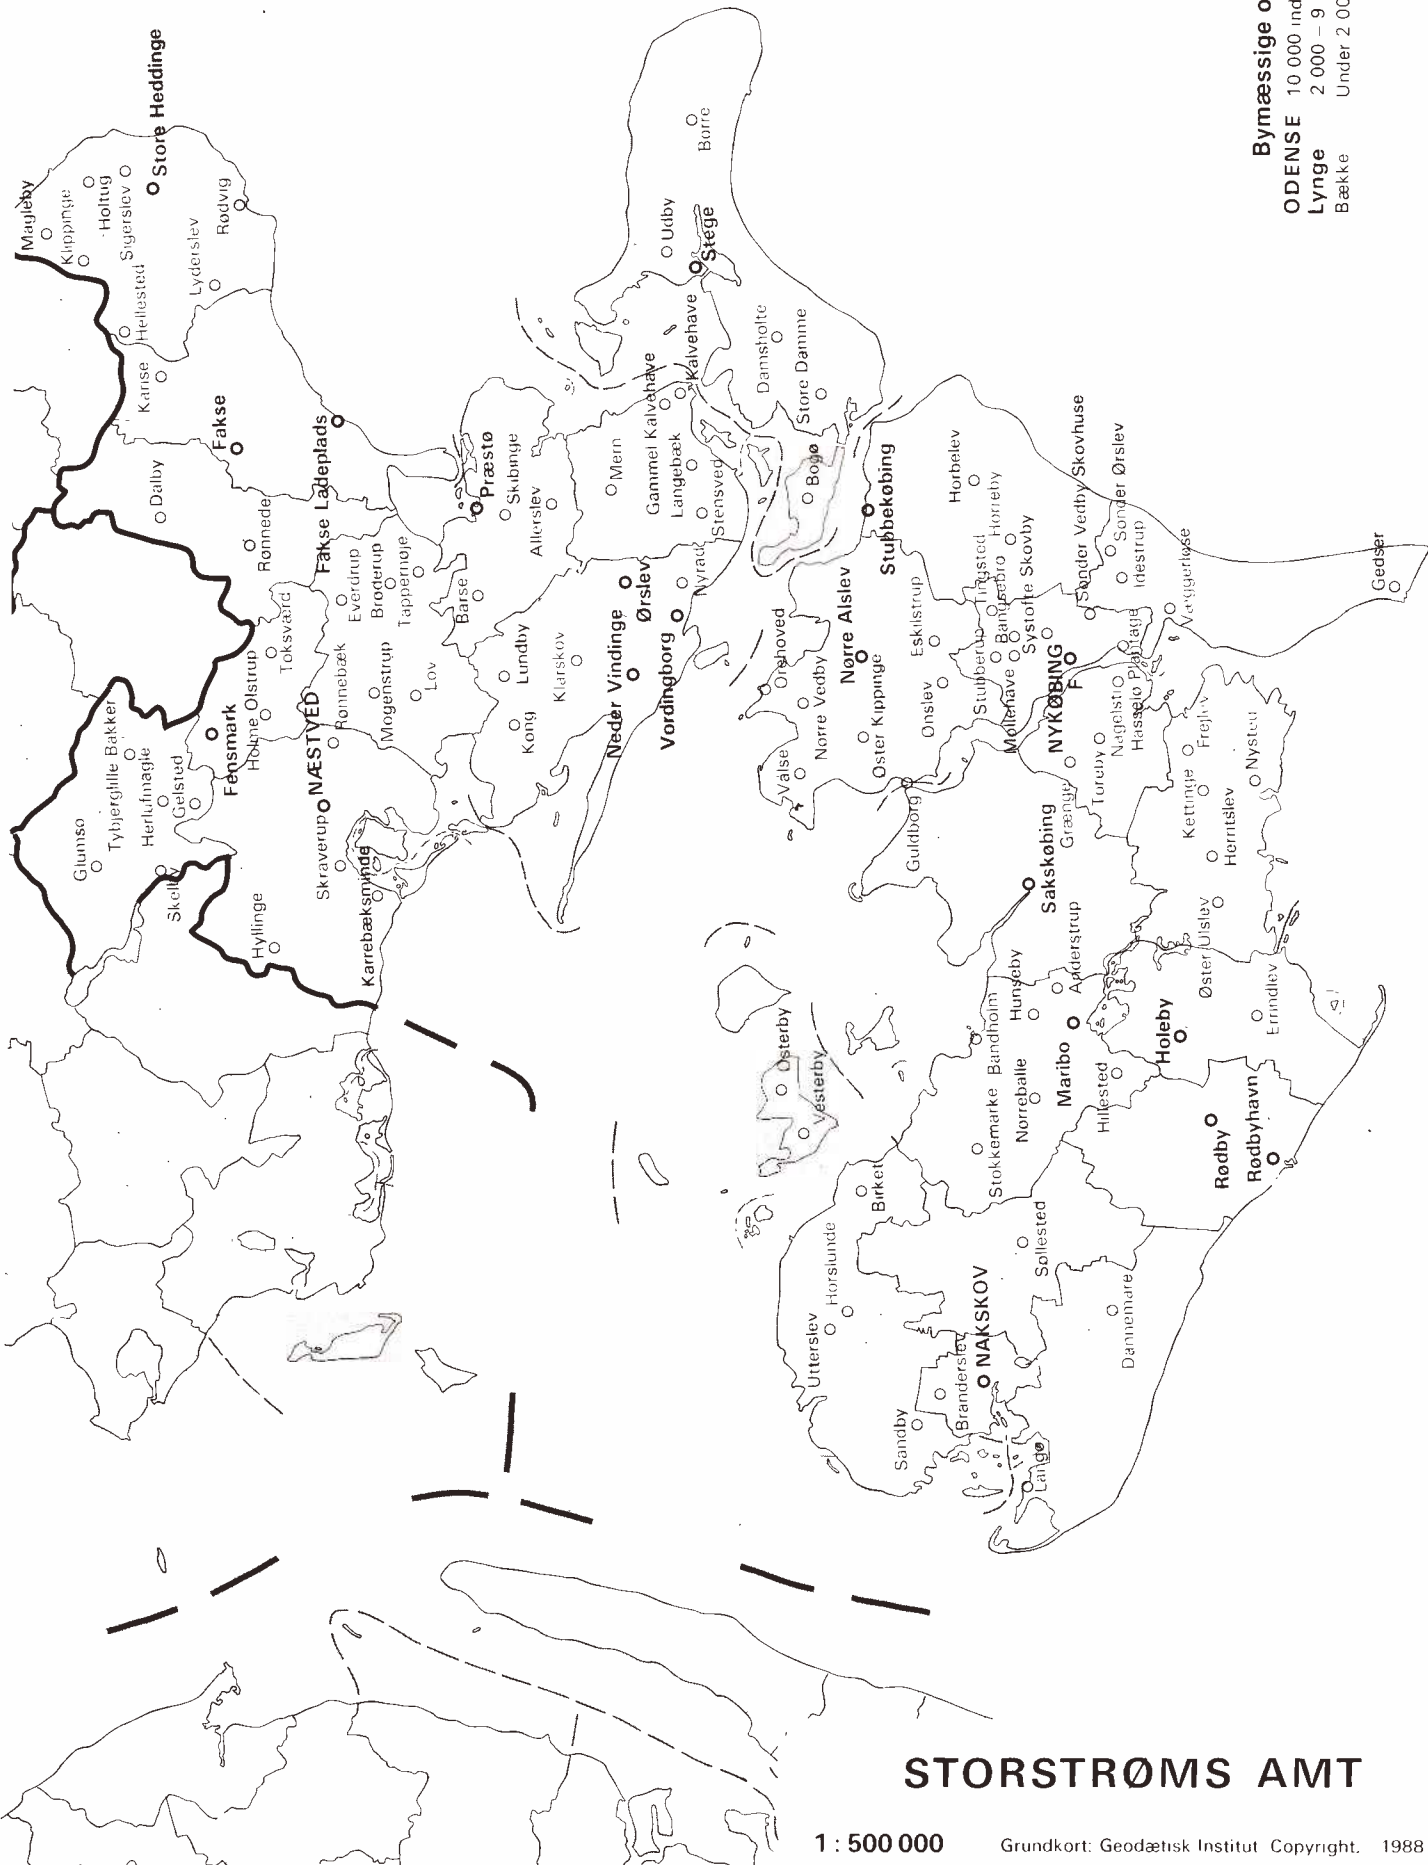 Bymæssige o
ODENSE 10 000 ind
Lynge 2 000 – 9
Bække Under 2 00
Magleby
Klippinge
Holtug
Sigerslev
Store Heddinge
Hellested
Lyderslev
Rødvig
Karise
Fakse
Dalby
Rønnede
Fakse Ladeplads
Glumsø
Tybjerglille Bakker
Herlufmagle
Gelsted
Skelby
Fensmark
Holme Olstrup
Toksværd
NÆSTVED
Rønnebæk
Everdrup
Brøderup
Tappernøje
Mogenstrup
Lov
Barse
Præstø
Skibinge
Allerslev
Hyllinge
Skraverup
Karrebæksminde
Lundby
Klarskov
Kong
Neder Vindinge
Ørslev
Vordingborg
Nyråd
Stensved
Langebæk
Gammel Kalvehave
Kalvehave
Mern
Borre
Udby
Stege
Damsholte
Store Damme
Bogø
Stubbekøbing
Horbelev
Orehoved
Nørre Vedby
Nørre Alslev
Øster Kippinge
Valse
Eskilstrup
Onslev
Stubberup
Tingsted
Horreby
Bangsebro
Systofte Skovby
Møllehave
NYKØBING
F
Sønder Vedby Skovhuse
Sønder Ørslev
Idestrup
Hasselø Plantage
Nagelsti
Væggerløse
Gedser
Guldborg
Toreby
Grænge
Sakskøbing
Frejlev
Kettinge
Nysted
Herritslev
Øster Ulslev
Errindlev
Holeby
Anderstrup
Hunseby
Bandholm
Maribo
Nørreballe
Stokkemarke
Hillested
Rødby
Rødbyhavn
Østerby
Vesterby
Birket
Horslunde
Utterslev
Søllested
Dannemare
NAKSKOV
Branderslev
Sandby
Langø
STORSTRØMS AMT
1 : 500 000 Grundkort: Geodætisk Institut Copyright. 1988